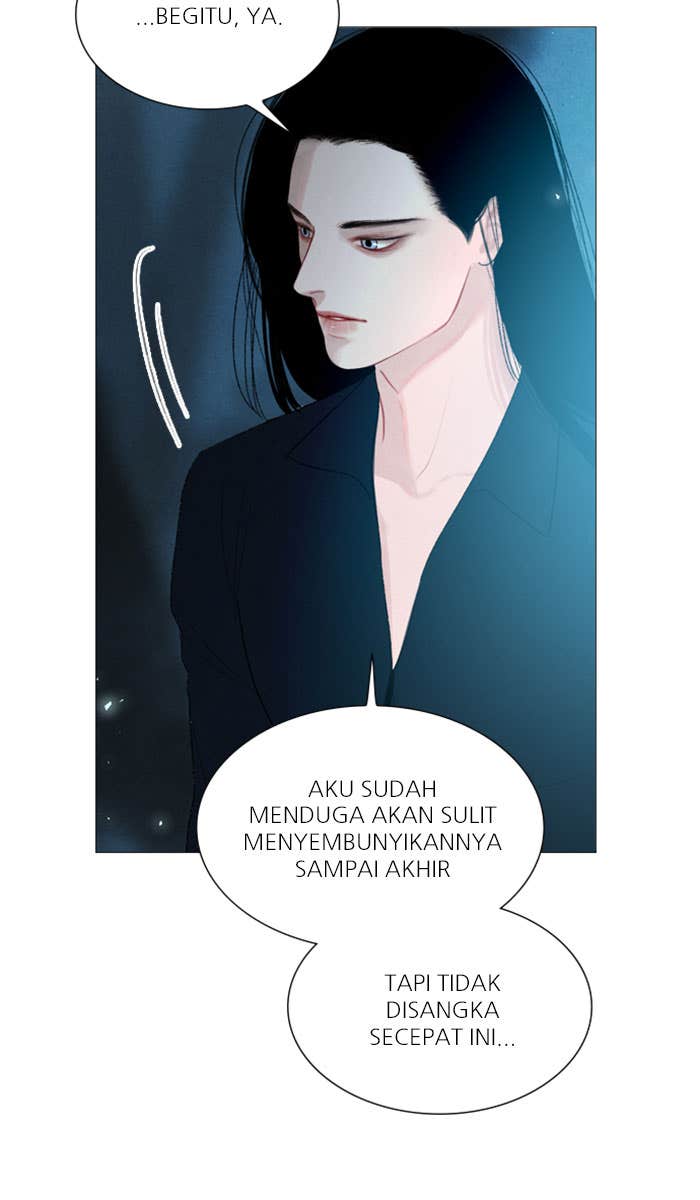 ...BEGITU, YA.
AKU SUDAH
MENDUGA AKAN SULIT
MENYEMBUNYIKANNYA
SAMPAI AKHIR
TAPI TIDAK
DISANGKA
SECEPAT INI...